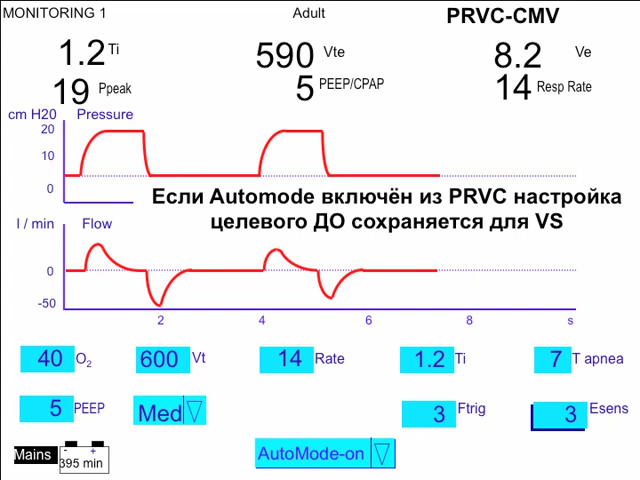 MONITORING 1 Adult PRVC-CMV
1.2 Ti 590 Vte 8.2 Ve
19 Ppeak 5 PEEP/CPAP 14 Resp Rate
cm H20 Pressure
20
10
0
Если Automode включён из PRVC настройка
целевого ДО сохраняется для VS
l / min Flow
0
-50
2 4 6 8 s
40 O2 600 Vt 14 Rate 1.2 Ti 7 T apnea
5 PEEP Med 3 Ftrig 3 Esens
Mains - + 395 min AutoMode-on